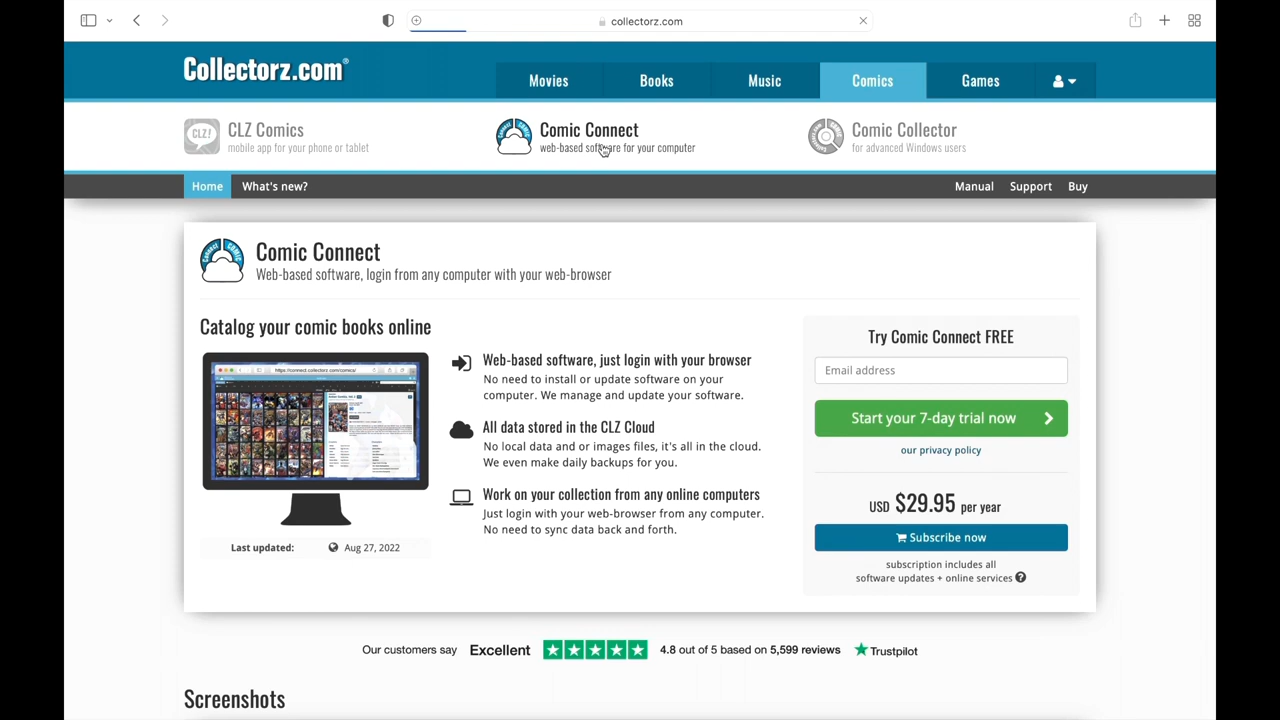 collectorz.com
Collectorz.com®
Movies
Books
Music
Comics
Games
CLZ!
CLZ Comics
mobile app for your phone or tablet
Comic Connect
web-based software for your computer
Comic Collector
for advanced Windows users
Home
What's new?
Manual
Support
Buy
Comic Connect
Web-based software, login from any computer with your web-browser
Catalog your comic books online
https://connect.collectorz.com/comics/
Last updated:
Aug 27, 2022
Web-based software, just login with your browser
No need to install or update software on your
computer. We manage and update your software.
All data stored in the CLZ Cloud
No local data and or images files, it's all in the cloud.
We even make daily backups for you.
Work on your collection from any online computers
Just login with your web-browser from any computer.
No need to sync data back and forth.
Try Comic Connect FREE
Email address
Start your 7-day trial now
our privacy policy
USD $29.95 per year
Subscribe now
subscription includes all
software updates + online services ?
Our customers say Excellent 4.8 out of 5 based on 5,599 reviews Trustpilot
Screenshots